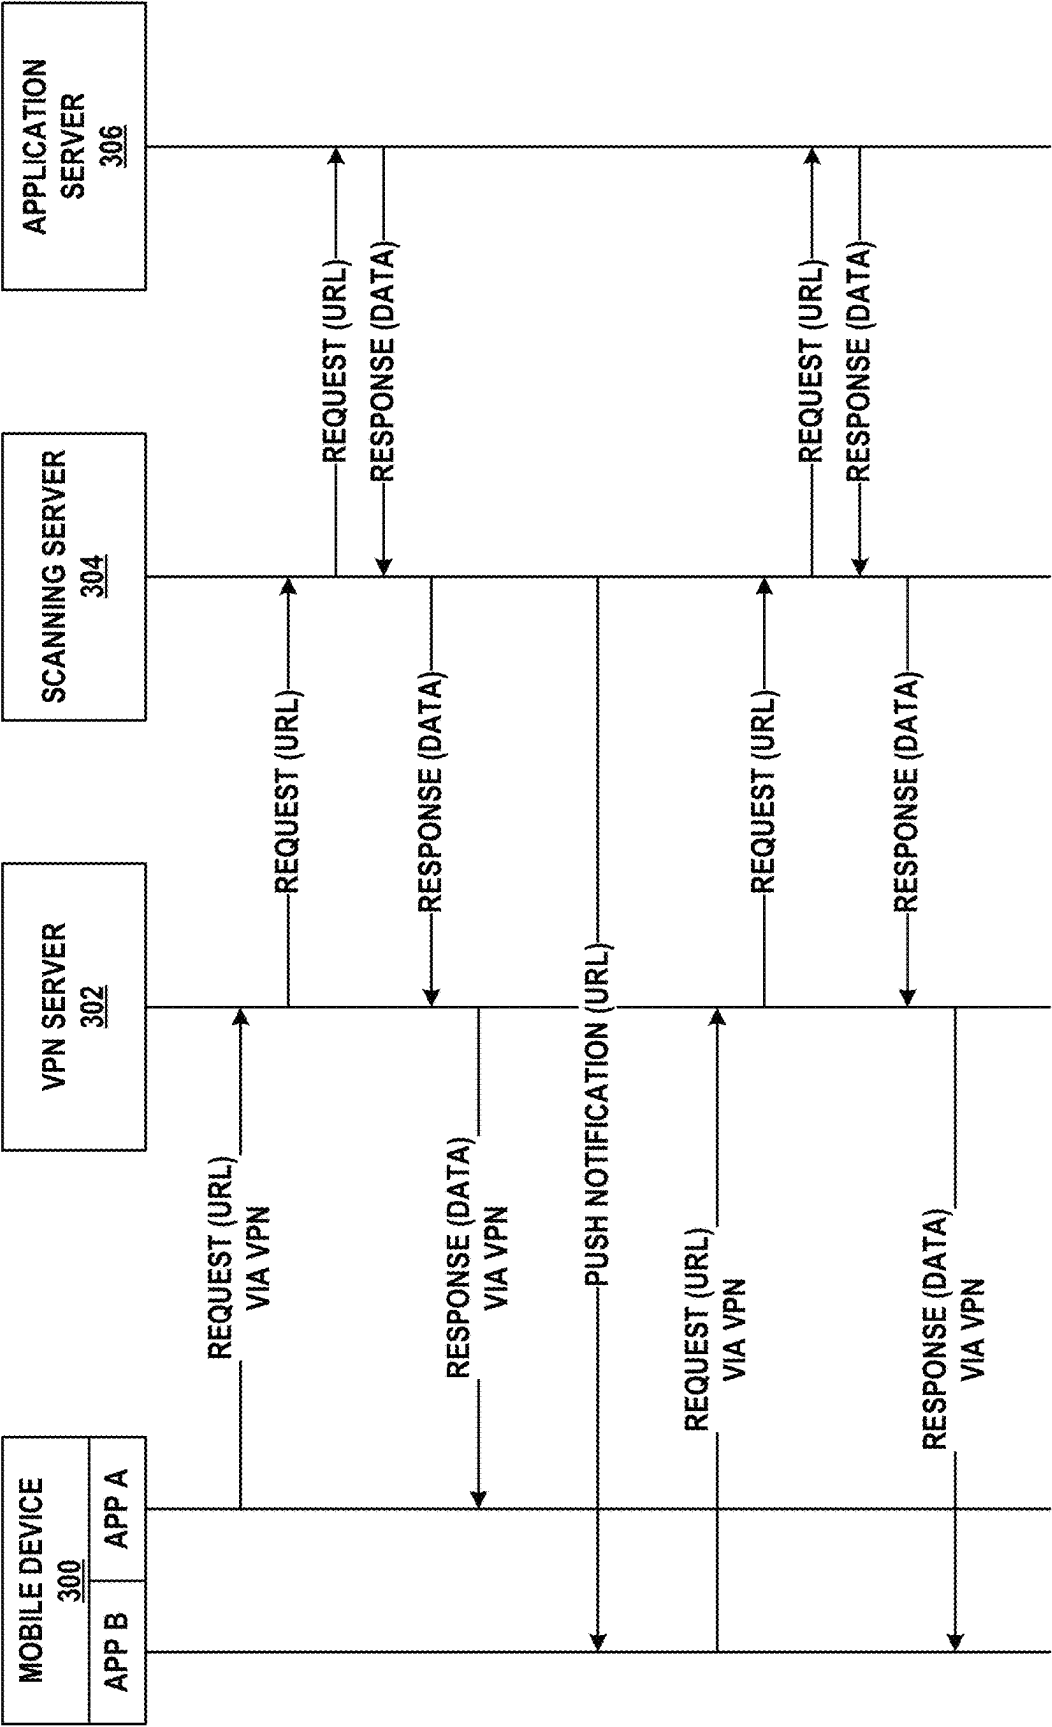 MOBILE DEVICE
300
APP B
APP A
VPN SERVER
302
SCANNING SERVER
304
APPLICATION
SERVER
306
REQUEST (URL)
VIA VPN
REQUEST (URL)
REQUEST (URL)
RESPONSE (DATA)
RESPONSE (DATA)
RESPONSE (DATA)
VIA VPN
PUSH NOTIFICATION (URL)
REQUEST (URL)
VIA VPN
REQUEST (URL)
REQUEST (URL)
RESPONSE (DATA)
RESPONSE (DATA)
RESPONSE (DATA)
VIA VPN